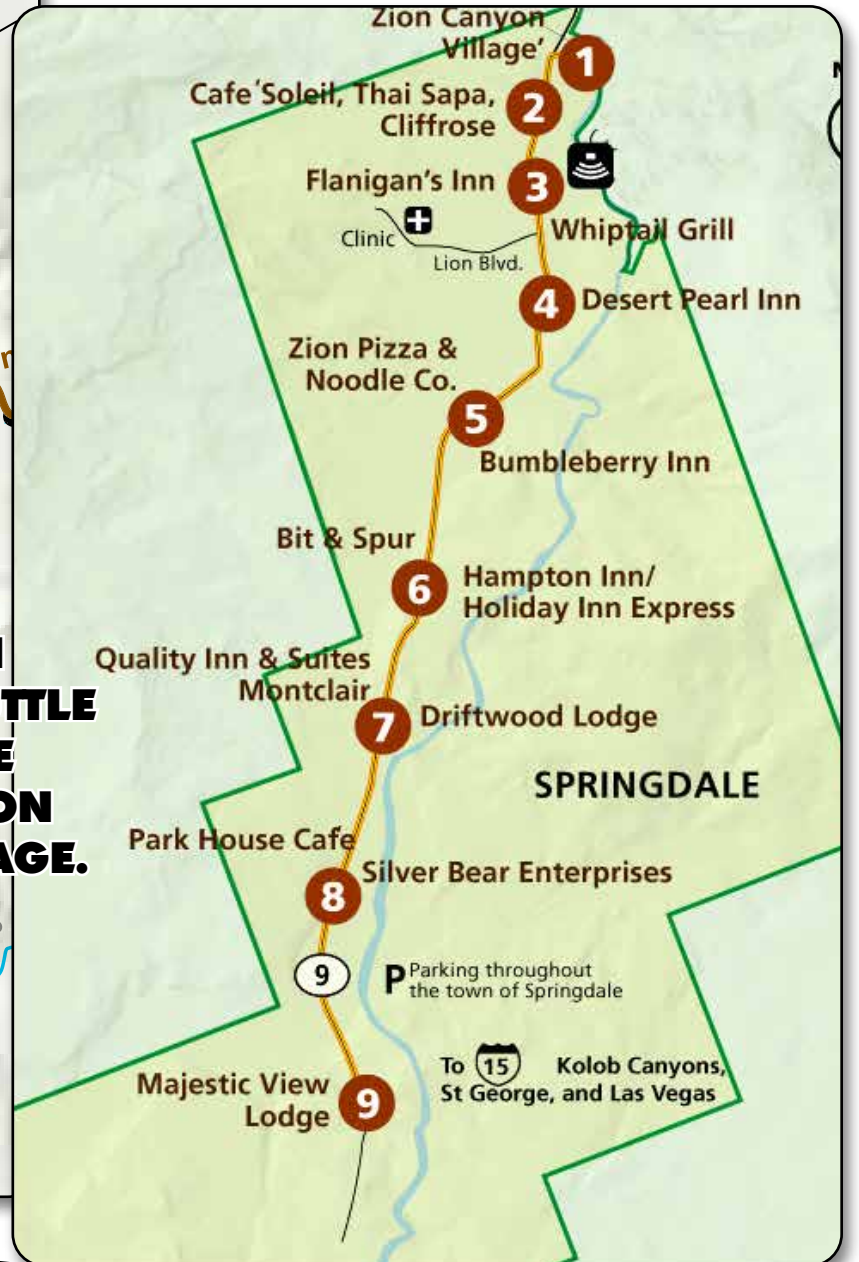 Zion Canyon
Village'
1
Cafe´Soleil, Thai Sapa,
Cliffrose
2
Flanigan's Inn
3
Clinic
Lion Blvd.
Whiptail Grill
4
Desert Pearl Inn
Zion Pizza &
Noodle Co.
5
Bumbleberry Inn
Bit & Spur
6
Hampton Inn/
Holiday Inn Express
Quality Inn & Suites
Montclair
7
Driftwood Lodge
SPRINGDALE
Park House Cafe
8
Silver Bear Enterprises
9
P
Parking throughout
the town of Springdale
To 15 Kolob Canyons,
St George, and Las Vegas
Majestic View
Lodge
9